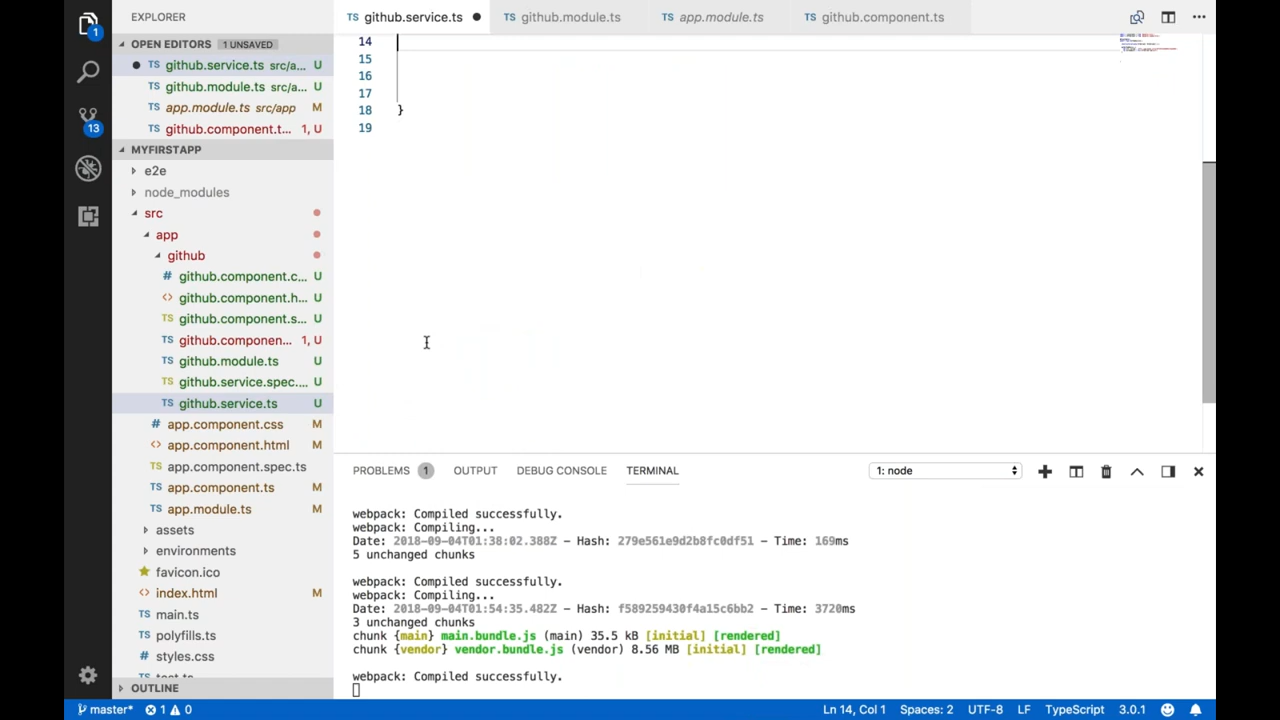 EXPLORER
github.service.ts
github.module.ts
app.module.ts
github.component.ts
1
OPEN EDITORS 1 UNSAVED
TS github.service.ts src/a... U
TS github.module.ts src/a... U
TS app.module.ts src/app M
TS github.component.t... 1, U
MYFIRSTAPP
e2e
node_modules
src
app
github
# github.component.c... U
<> github.component.h... U
TS github.component.s... U
TS github.componen... 1, U
TS github.module.ts U
TS github.service.spec.... U
TS github.service.ts U
# app.component.css M
<> app.component.html M
TS app.component.spec.ts
TS app.component.ts M
TS app.module.ts M
assets
environments
favicon.ico
<> index.html M
TS main.ts
TS polyfills.ts
TS styles.css
OUTLINE
13
14
15
16
17
18 }
19
PROBLEMS 1 OUTPUT DEBUG CONSOLE TERMINAL 1: node
webpack: Compiled successfully.
webpack: Compiling...
Date: 2018-09-04T01:38:02.388Z - Hash: 279e561e9d2b8fc0df51 - Time: 169ms
5 unchanged chunks
webpack: Compiled successfully.
webpack: Compiling...
Date: 2018-09-04T01:54:35.482Z - Hash: f589259430f4a15c6bb2 - Time: 3720ms
3 unchanged chunks
chunk {main} main.bundle.js (main) 35.5 kB [initial] [rendered]
chunk {vendor} vendor.bundle.js (vendor) 8.56 MB [initial] [rendered]
webpack: Compiled successfully.
master* 1 0 Ln 14, Col 1 Spaces: 2 UTF-8 LF TypeScript 3.0.1